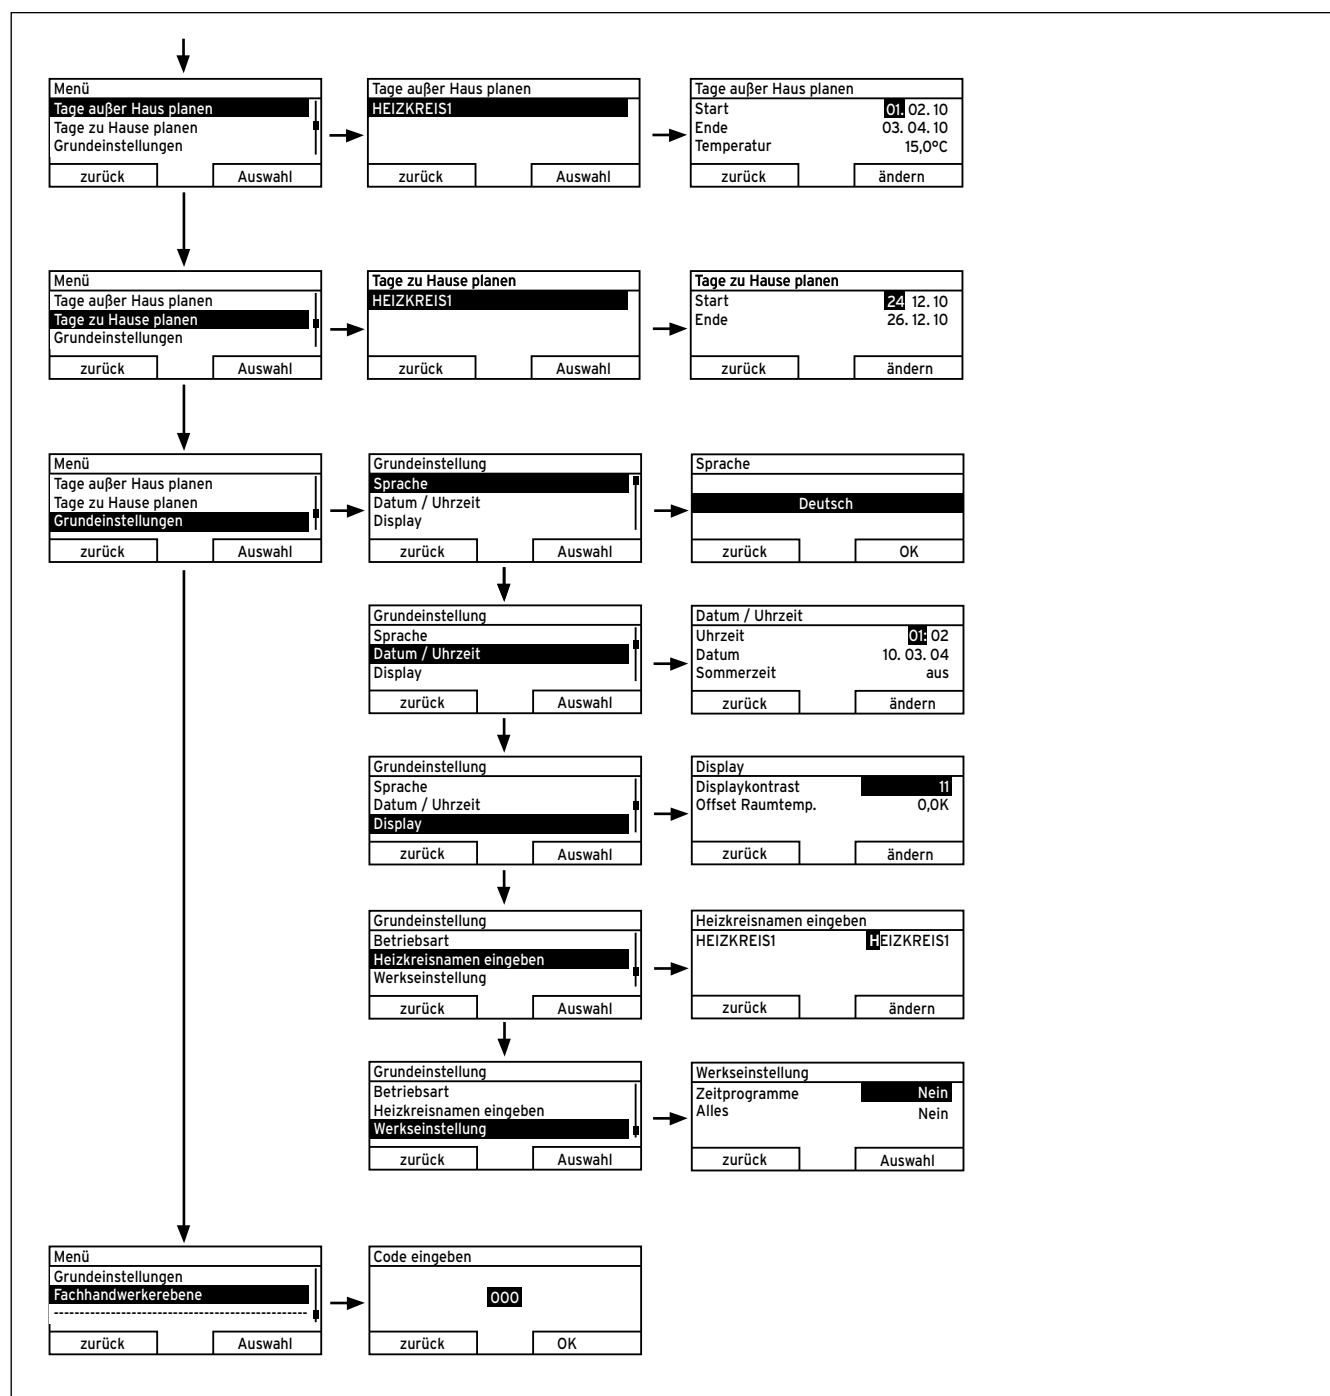 Menü
Tage außer Haus planen
Tage zu Hause planen
Grundeinstellungen
zurück Auswahl
Tage außer Haus planen
HEIZKREIS1
zurück Auswahl
Tage außer Haus planen
Start 01. 02. 10
Ende 03. 04. 10
Temperatur 15,0°C
zurück ändern
Menü
Tage außer Haus planen
Tage zu Hause planen
Grundeinstellungen
zurück Auswahl
Tage zu Hause planen
HEIZKREIS1
zurück Auswahl
Tage zu Hause planen
Start 24 12. 10
Ende 26. 12. 10
zurück ändern
Menü
Tage außer Haus planen
Tage zu Hause planen
Grundeinstellungen
zurück Auswahl
Grundeinstellung
Sprache
Datum / Uhrzeit
Display
zurück Auswahl
Sprache
Deutsch
zurück OK
Grundeinstellung
Sprache
Datum / Uhrzeit
Display
zurück Auswahl
Datum / Uhrzeit
Uhrzeit 01: 02
Datum 10. 03. 04
Sommerzeit aus
zurück ändern
Grundeinstellung
Sprache
Datum / Uhrzeit
Display
zurück Auswahl
Display
Displaykontrast 11
Offset Raumtemp. 0,0K
zurück ändern
Grundeinstellung
Betriebsart
Heizkreisnamen eingeben
Werkseinstellung
zurück Auswahl
Heizkreisnamen eingeben
HEIZKREIS1 HEIZKREIS1
zurück ändern
Grundeinstellung
Betriebsart
Heizkreisnamen eingeben
Werkseinstellung
zurück Auswahl
Werkseinstellung
Zeitprogramme Nein
Alles Nein
zurück Auswahl
Menü
Grundeinstellungen
Fachhandwerkerebene
-----------------------------------------
zurück Auswahl
Code eingeben
000
zurück OK